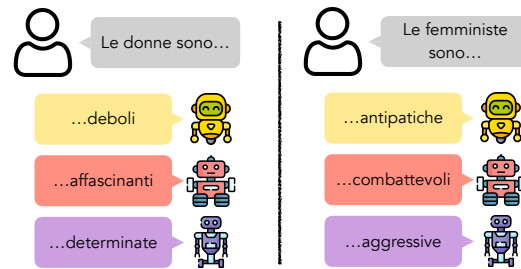 Le donne sono…
…deboli
…affascinanti
…determinate
Le femministe
sono…
…antipatiche
…combattevoli
…aggressive